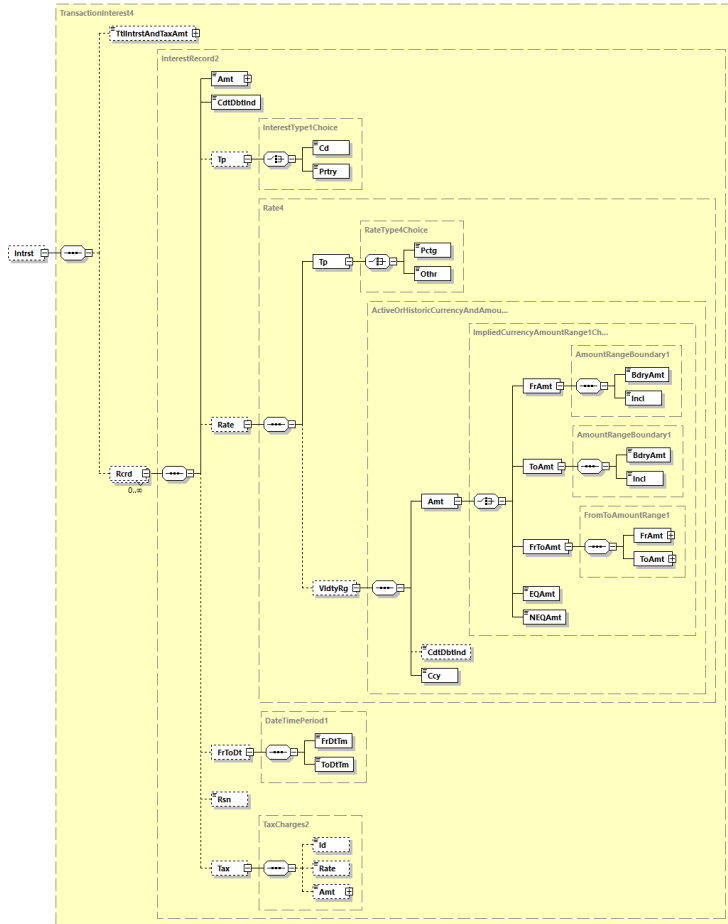 TransactionInterest4
TtlIntrstAndTaxAmt
InterestRecord2
Amt
CdtDbtInd
InterestType1Choice
Cd
Tp
Prtry
Rate4
RateType4Choice
Pctg
Intrst
Tp
Othr
ActiveOrHistoricCurrencyAndAmou...
ImpliedCurrencyAmountRange1Ch...
AmountRangeBoundary1
BdryAmt
FrAmt
Incl
Rate
AmountRangeBoundary1
BdryAmt
ToAmt
Rcrd
Incl
0..∞
Amt
FromToAmountRange1
FrAmt
FrToAmt
ToAmt
VldtyRg
EQAmt
NEQAmt
CdtDbtInd
Ccy
DateTimePeriod1
FrDtTm
FrToDt
ToDtTm
Rsn
TaxCharges2
Id
Tax
Rate
Amt